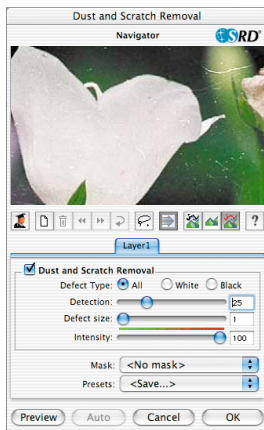 Dust and Scratch Removal
Navigator SRD
?
Layer1
Dust and Scratch Removal
Defect Type: All White Black
Detection: 25
Defect size: 1
Intensity: 100
Mask: <No mask>
Presets: <Save...>
Preview Auto Cancel OK